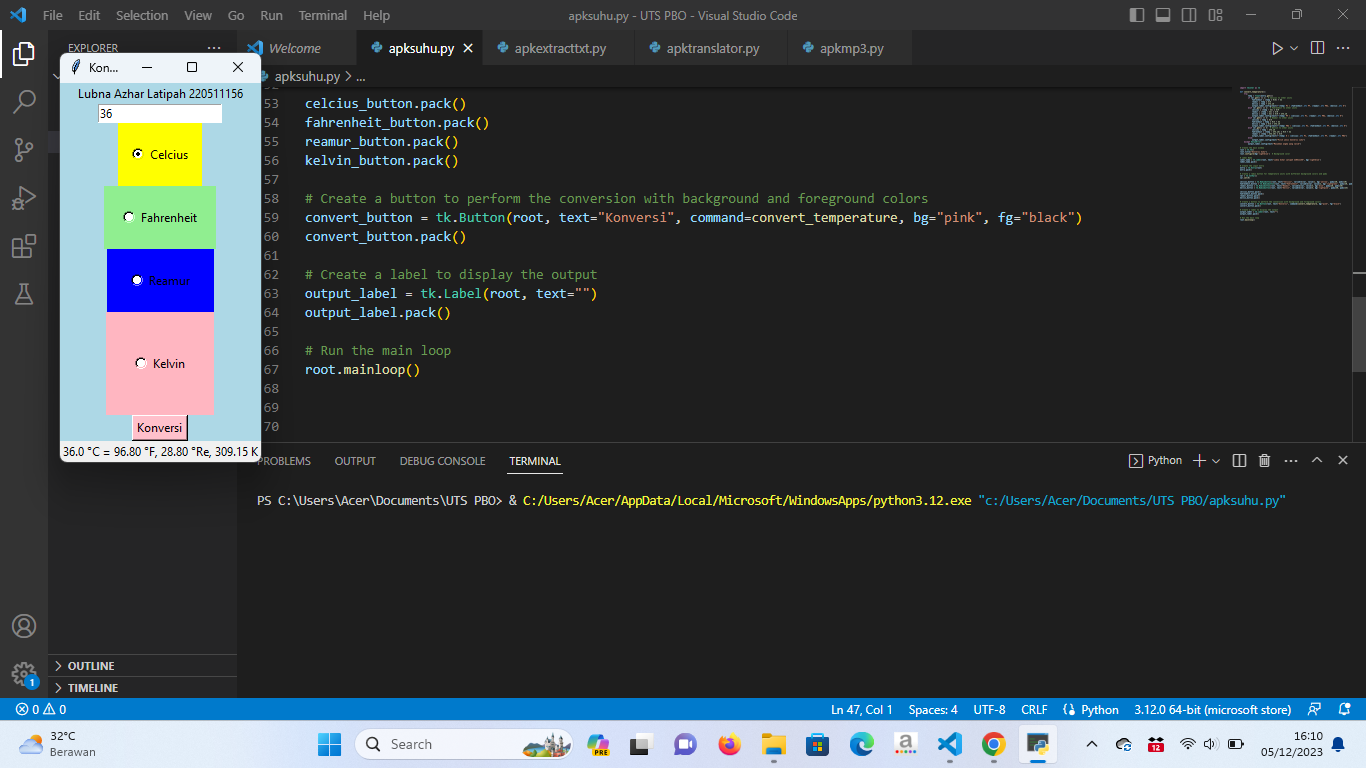 File Edit Selection View Go Run Terminal Help
apksuhu.py - UTS PBO - Visual Studio Code
EXPLORER
Welcome
apksuhu.py
apkextracttxt.py
apktranslator.py
apkmp3.py
apksuhu.py > ...
Kon...
Lubna Azhar Latipah 220511156
36
Celcius
Fahrenheit
Reamur
Kelvin
Konversi
36.0 °C = 96.80 °F, 28.80 °Re, 309.15 K
53 celcius_button.pack()
54 fahrenheit_button.pack()
55 reamur_button.pack()
56 kelvin_button.pack()
57
58 # Create a button to perform the conversion with background and foreground colors
59 convert_button = tk.Button(root, text="Konversi", command=convert_temperature, bg="pink", fg="black")
60 convert_button.pack()
61
62 # Create a label to display the output
63 output_label = tk.Label(root, text="")
64 output_label.pack()
65
66 # Run the main loop
67 root.mainloop()
68
69
70
PROBLEMS OUTPUT DEBUG CONSOLE TERMINAL
Python
PS C:\Users\Acer\Documents\UTS PBO> & C:/Users/Acer/AppData/Local/Microsoft/WindowsApps/python3.12.exe "c:/Users/Acer/Documents/UTS PBO/apksuhu.py"
OUTLINE
TIMELINE
1
0 0
Ln 47, Col 1 Spaces: 4 UTF-8 CRLF Python 3.12.0 64-bit (microsoft store)
32°C
Berawan
Search
PRE
a
12
16:10
05/12/2023